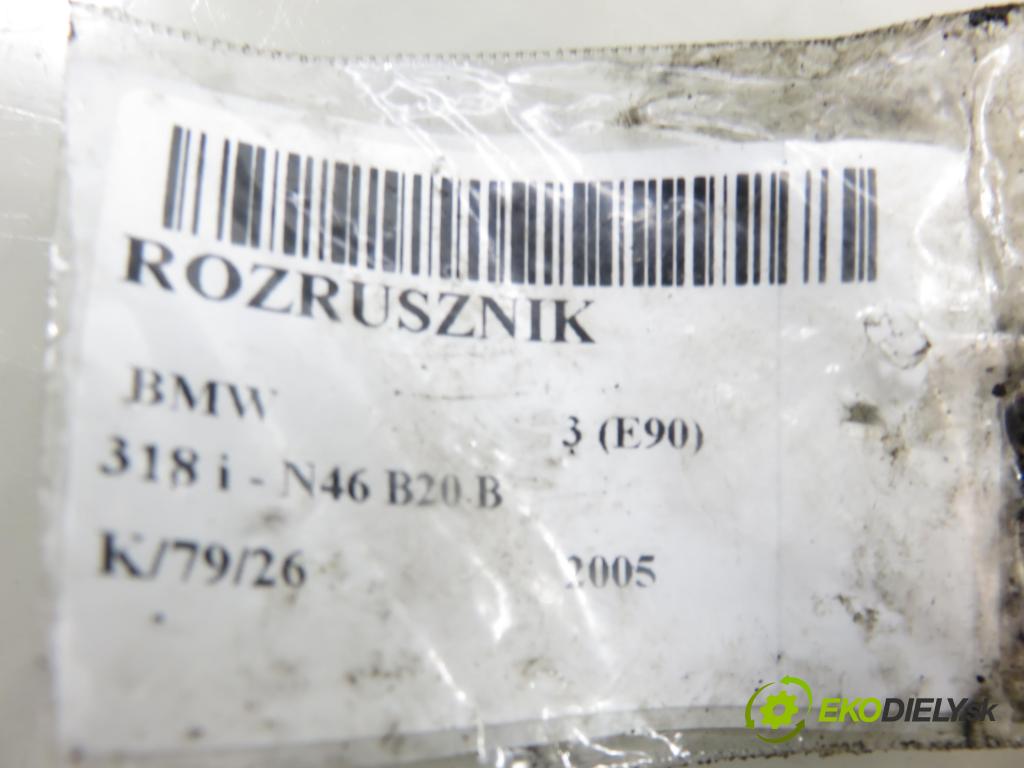 ROZRUSZNIK
BMW 3 (E90)
318 i - N46 B20 B
K/79/26 2005
EKODIELY.sk